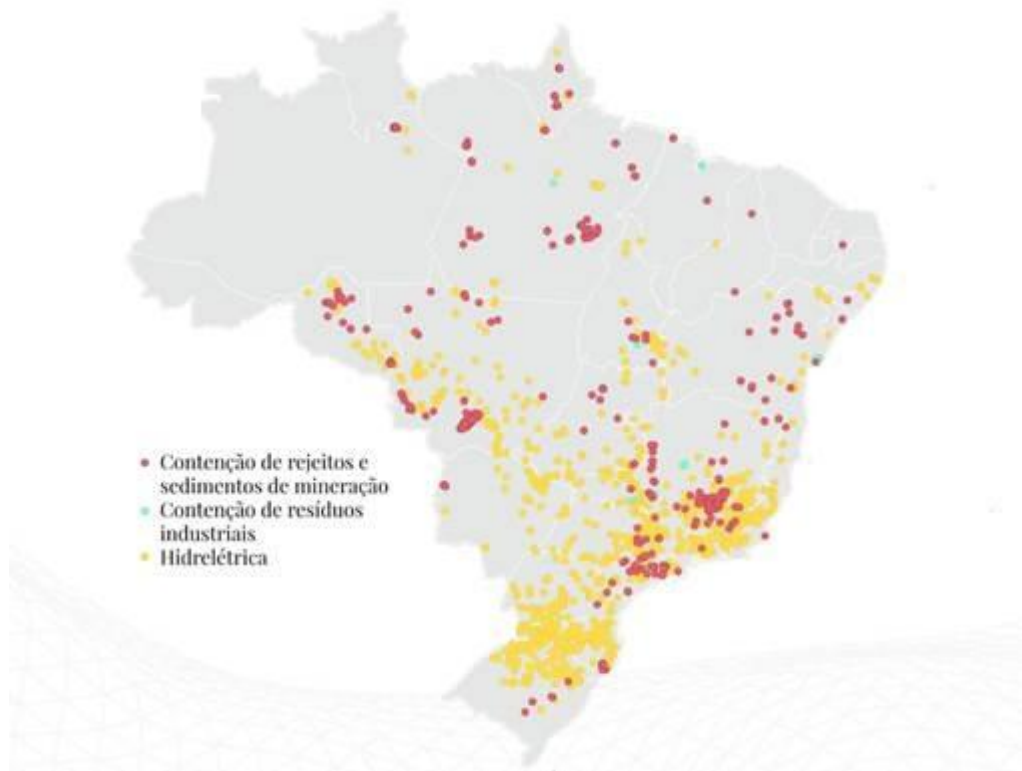 Contenção de rejeitos e
sedimentos de mineração
Contenção de resíduos
industriais
Hidrelétrica